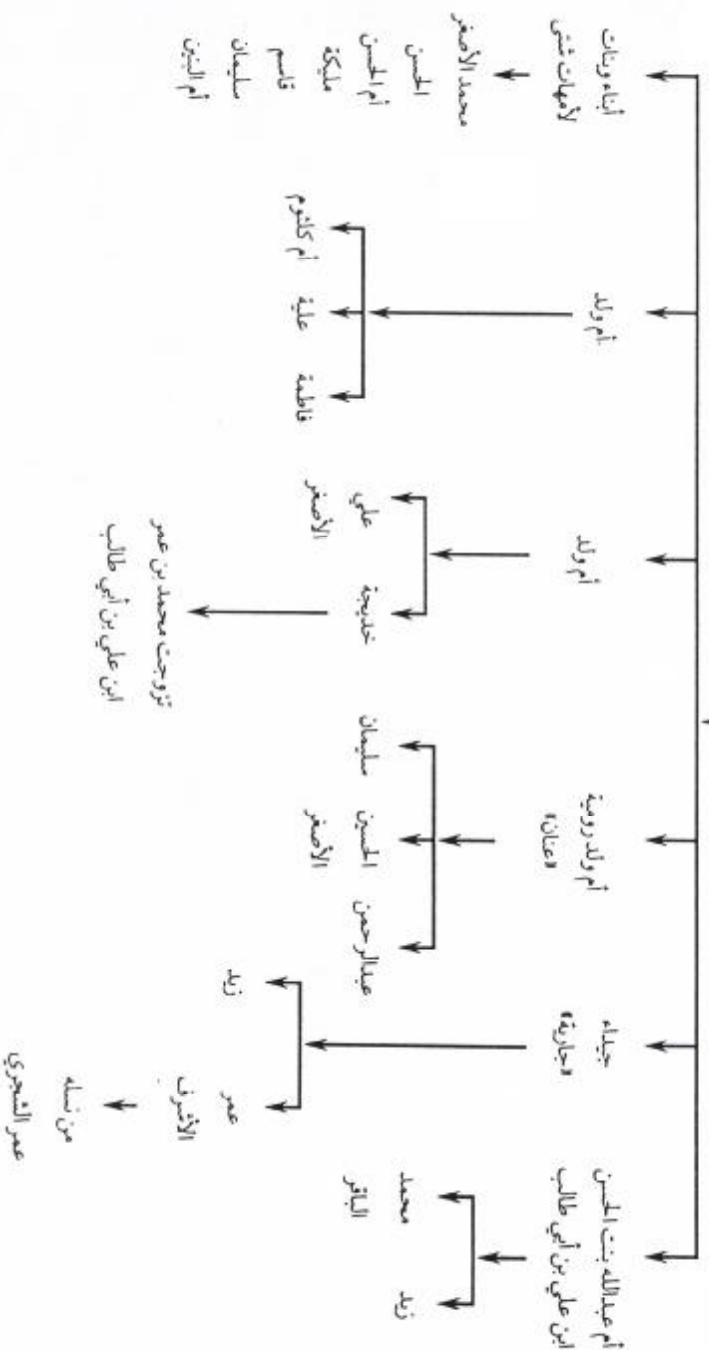 أم عبدالله بنت الحسن
ابن علي بن أبي طالب
زيد
محمد
الباقر
جيداء
«جارية»
عمر
الأشرف
من نسله
عمر الشجري
زيد
أم ولد رومية
«عنان»
عبدالرحمن
الحسين
الأصغر
سليمان
أم ولد
خديجة
تزوجت محمد بن عمر
ابن علي بن أبي طالب
علي
الأصغر
أم ولد
فاطمة
علية
أم كلثوم
أبناء وبنات
لأمهات شتى
محمد الأصغر
الحسن
أم الحسن
مليكة
قاسم
سليمان
أم البنين